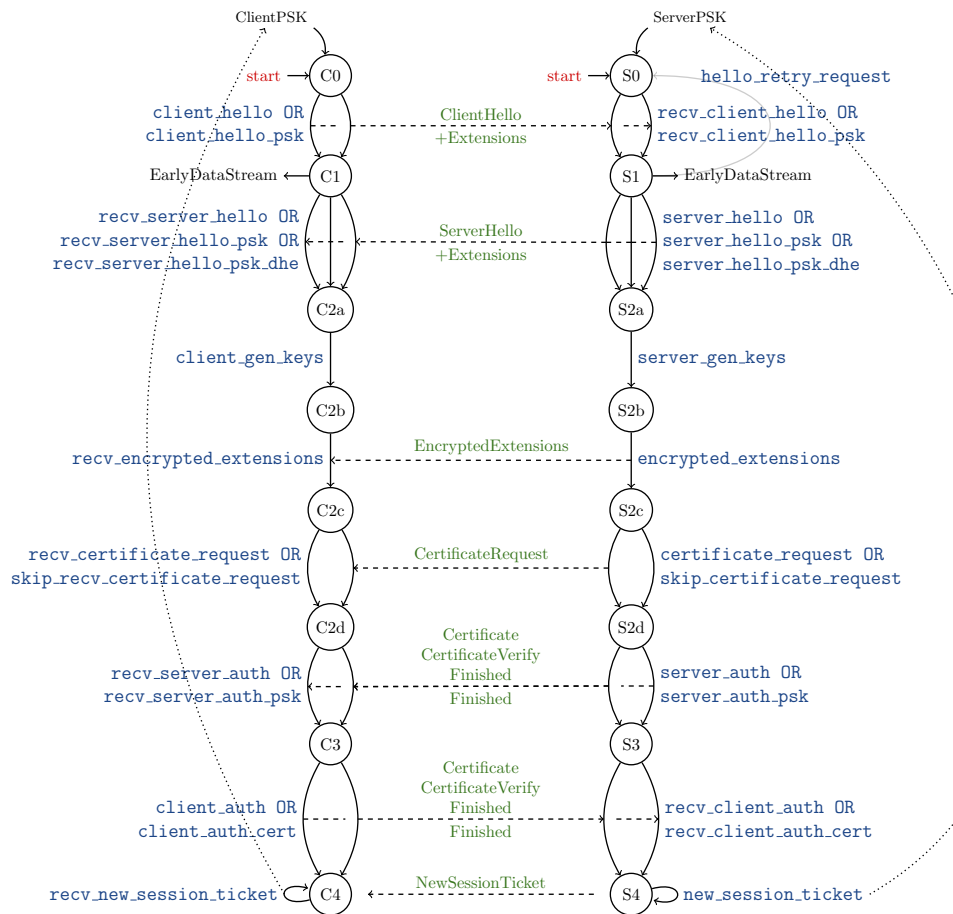 ClientPSK
ServerPSK
start
C0
start
S0
hello_retry_request
client_hello OR
client_hello_psk
ClientHello
+Extensions
recv_client_hello OR
recv_client_hello_psk
EarlyDataStream
C1
S1
EarlyDataStream
recv_server_hello OR
recv_server_hello_psk OR
recv_server_hello_psk_dhe
ServerHello
+Extensions
server_hello OR
server_hello_psk OR
server_hello_psk_dhe
C2a
S2a
client_gen_keys
server_gen_keys
C2b
S2b
recv_encrypted_extensions
EncryptedExtensions
encrypted_extensions
C2c
S2c
recv_certificate_request OR
skip_recv_certificate_request
CertificateRequest
certificate_request OR
skip_certificate_request
C2d
S2d
recv_server_auth OR
recv_server_auth_psk
Certificate
CertificateVerify
Finished
Finished
server_auth OR
server_auth_psk
C3
S3
client_auth OR
client_auth_cert
Certificate
CertificateVerify
Finished
Finished
recv_client_auth OR
recv_client_auth_cert
recv_new_session_ticket
C4
NewSessionTicket
S4
new_session_ticket